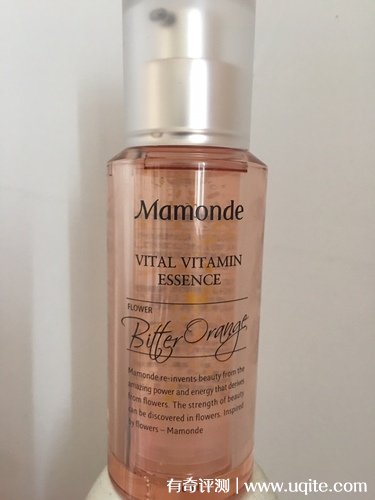 Mamonde
VITAL VITAMIN
ESSENCE
FLOWER
Bitter Orange
Mamonde re-invents beauty from the
amazing power and energy that derives
from flowers. The strength of beauty
can be discovered in flowers. Inspired
by flowers – Mamonde
有奇评测 | www.uqite.com